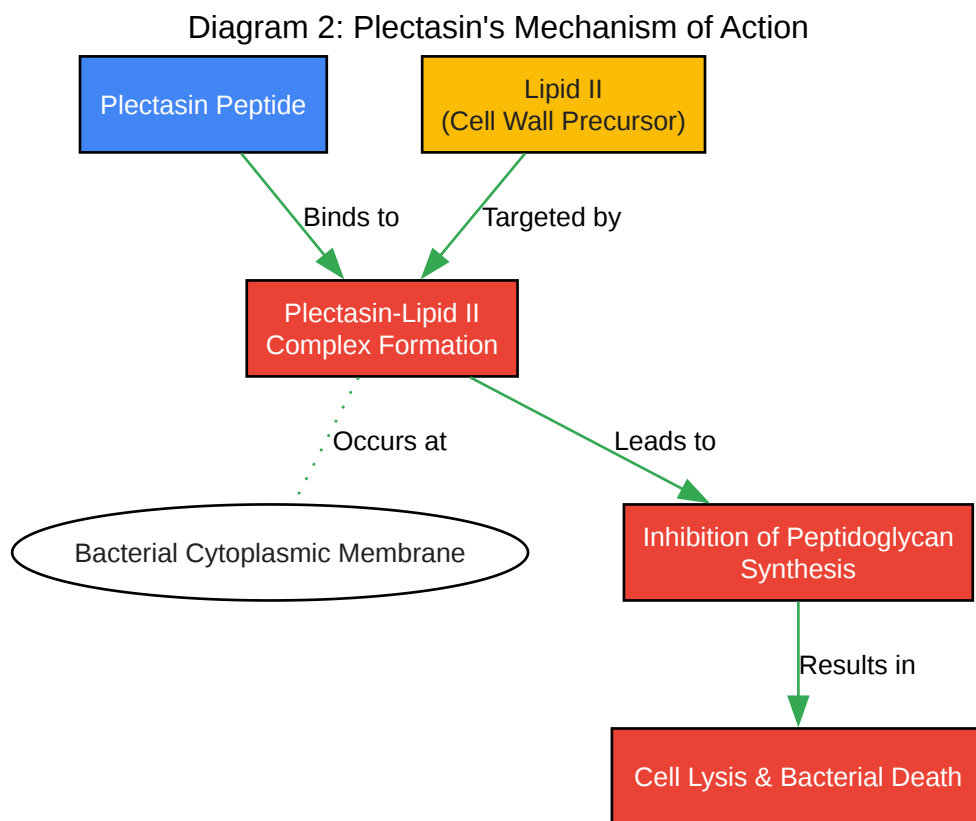 Diagram 2: Plectasin's Mechanism of Action
Plectasin Peptide
Lipid II
(Cell Wall Precursor)
Binds to
Targeted by
Plectasin-Lipid II
Complex Formation
Occurs at
Leads to
Bacterial Cytoplasmic Membrane
Inhibition of Peptidoglycan
Synthesis
Results in
Cell Lysis & Bacterial Death